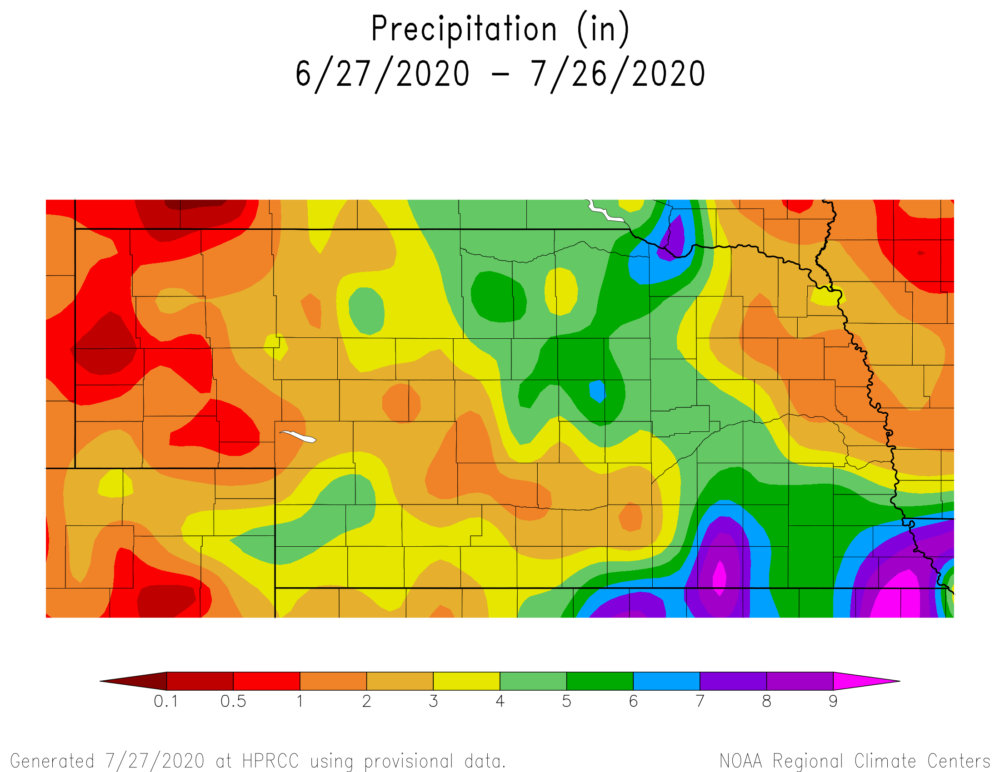 Precipitation (in)
6/27/2020 – 7/26/2020
0.1 0.5 1 2 3 4 5 6 7 8 9
Generated 7/27/2020 at HPRCC using provisional data.
NOAA Regional Climate Centers